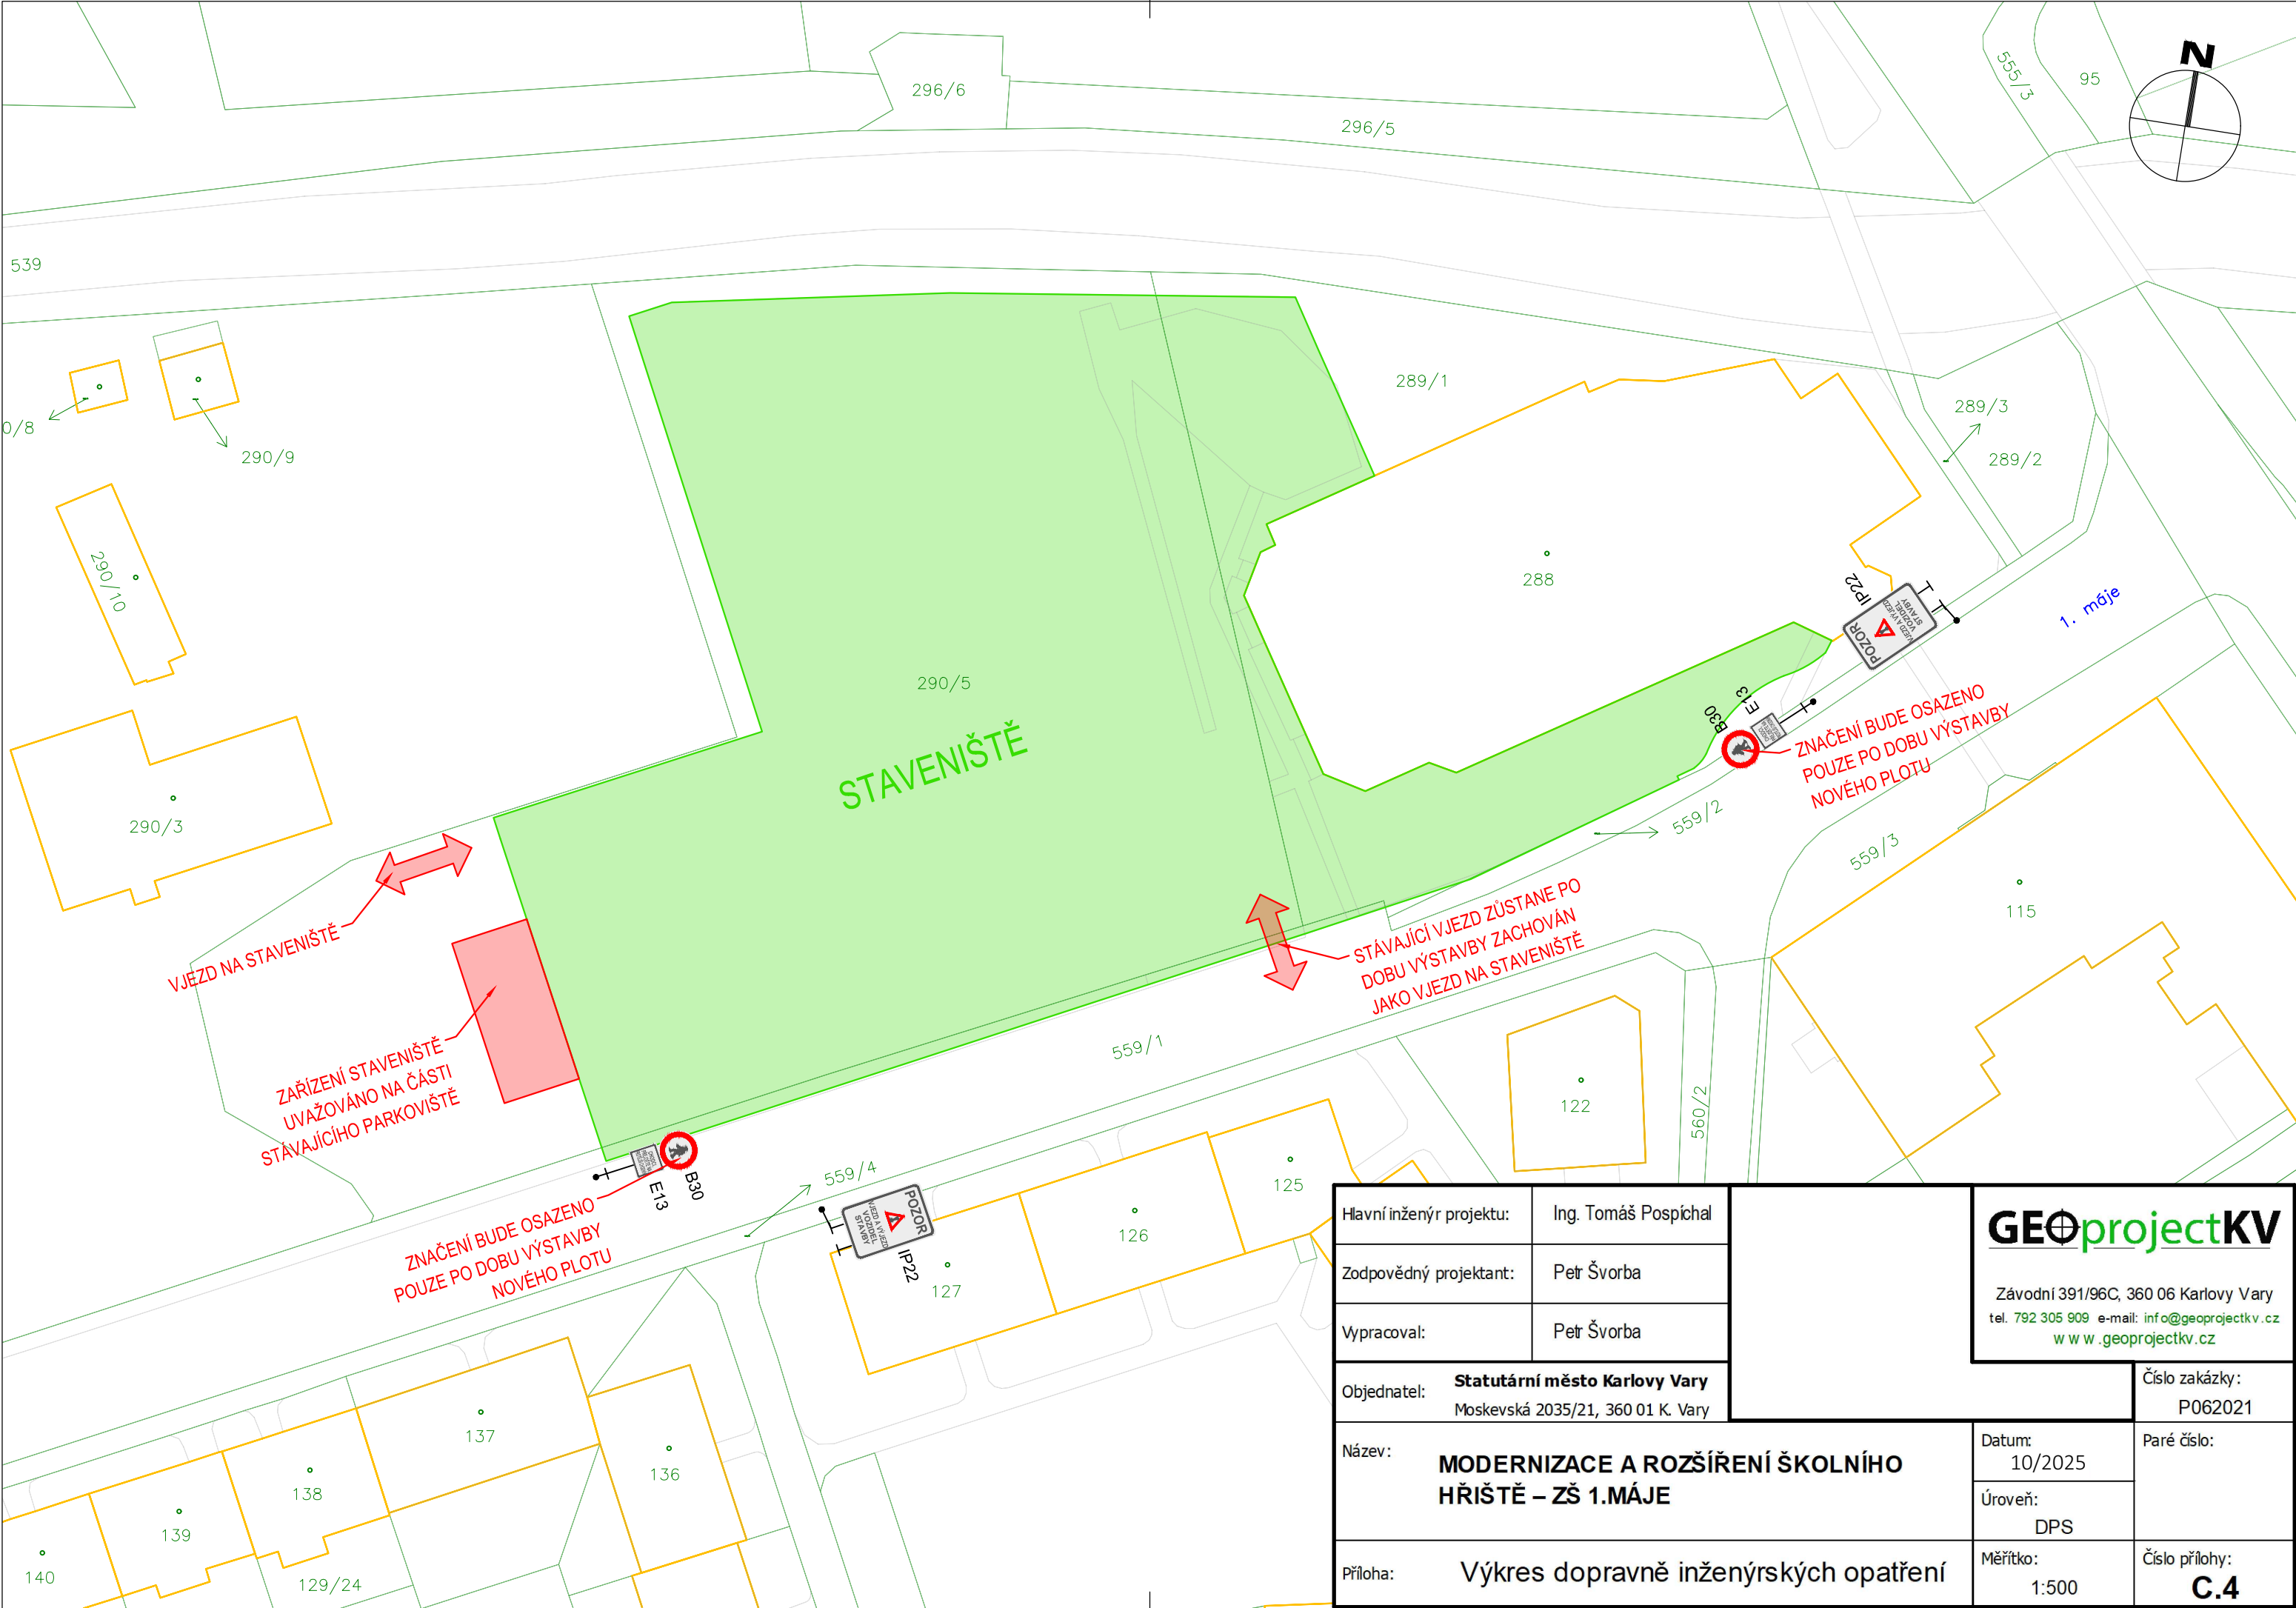 N
296/6
555/3
95
296/5
539
289/1
0/8
290/9
289/3
289/2
290/10
288
IP22
POZOR
VJEZD A VÝJEZD
VOZIDEL
STAVBY
1. máje
290/5
STAVENIŠTĚ
E13
B30
ZNAČENÍ BUDE OSAZENO
POUZE PO DOBU VÝSTAVBY
NOVÉHO PLOTU
290/3
559/2
559/3
115
VJEZD NA STAVENIŠTĚ
STÁVAJÍCÍ VJEZD ZŮSTANE PO
DOBU VÝSTAVBY ZACHOVÁN
JAKO VJEZD NA STAVENIŠTĚ
559/1
ZAŘÍZENÍ STAVENIŠTĚ
UVAŽOVÁNO NA ČÁSTI
STÁVAJÍCÍHO PARKOVIŠTĚ
122
560/2
E13
B30
559/4
125
ZNAČENÍ BUDE OSAZENO
POUZE PO DOBU VÝSTAVBY
NOVÉHO PLOTU
POZOR
VJEZD A VÝJEZD
VOZIDEL
STAVBY
IP22
126
127
137
136
138
139
140
129/24
Hlavní inženýr projektu: Ing. Tomáš Pospíchal
Zodpovědný projektant: Petr Švorba
Vypracoval: Petr Švorba
GEOprojectKV
Závodní 391/96C, 360 06 Karlovy Vary
tel. 792 305 909 e-mail: info@geoprojectkv.cz
www.geoprojectkv.cz
Objednatel: Statutární město Karlovy Vary
Moskevská 2035/21, 360 01 K. Vary
Číslo zakázky:
P062021
Název: MODERNIZACE A ROZŠÍŘENÍ ŠKOLNÍHO
HŘIŠTĚ – ZŠ 1.MÁJE
Datum:
10/2025
Paré číslo:
Úroveň:
DPS
Příloha: Výkres dopravně inženýrských opatření
Měřítko:
1:500
Číslo přílohy:
C.4